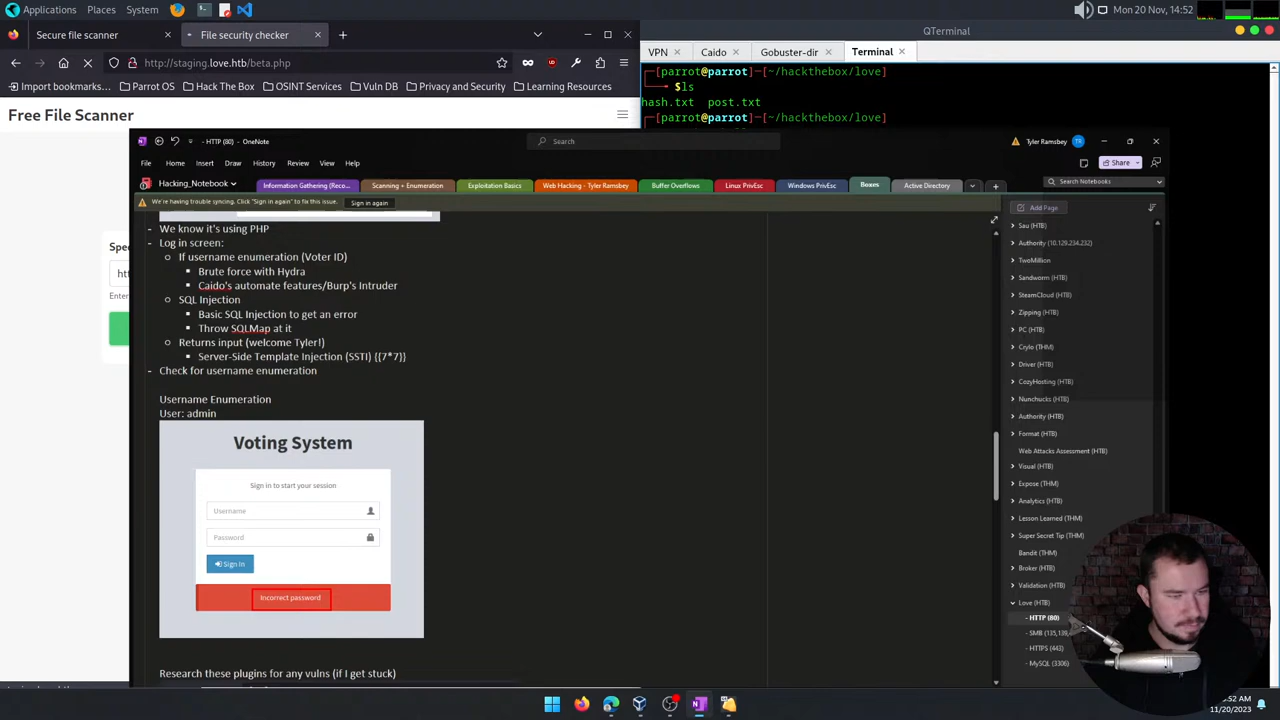 Applications Places System
Mon 20 Nov, 14:52
Secure file scanner
File security checker
QTerminal
http://staging.love.htb/beta.php
VPN Caido Gobuster-dir Terminal
Import bookmarks... Parrot OS Hack The Box OSINT Services Vuln DB Privacy and Security Learning Resources
[parrot@parrot]-[~/hackthebox/love]
$ls
hash.txt post.txt
[parrot@parrot]-[~/hackthebox/love]
Free File Scanner
- HTTP (80) - OneNote
Search
Tyler Ramsbey
TR
File Home Insert Draw History Review View Help
Share
Hacking_Notebook
Information Gathering (Reco...
Scanning + Enumeration
Exploitation Basics
Web Hacking - Tyler Ramsbey
Buffer Overflows
Linux PrivEsc
Windows PrivEsc
Boxes
Active Directory
Search Notebooks
We're having trouble syncing. Click "Sign in again" to fix this issue.
Sign in again
Add Page
- We know it's using PHP
- Log in screen:
If username enumeration (Voter ID)
Brute force with Hydra
Caido's automate features/Burp's Intruder
SQL Injection
Basic SQL Injection to get an error
Throw SQLMap at it
Returns input (welcome Tyler!)
Server-Side Template Injection (SSTI) {{7*7}}
- Check for username enumeration
Username Enumeration
User: admin
Voting System
Sign in to start your session
Username
Password
Sign In
Incorrect password
Research these plugins for any vulns (if I get stuck)
Sau (HTB)
Authority (10.129.234.232)
TwoMillion
Sandworm (HTB)
SteamCloud (HTB)
Zipping (HTB)
PC (HTB)
Crylo (THM)
Driver (HTB)
CozyHosting (HTB)
Nunchucks (HTB)
Authority (HTB)
Format (HTB)
Web Attacks Assessment (HTB)
Visual (HTB)
Expose (THM)
Analytics (HTB)
Lesson Learned (THM)
Super Secret Tip (THM)
Bandit (THM)
Broker (HTB)
Validation (HTB)
Love (HTB)
- HTTP (80)
- SMB (135,139,
- HTTPS (443)
- MySQL (3306)
Spe
ht
Enter
11/20/2023